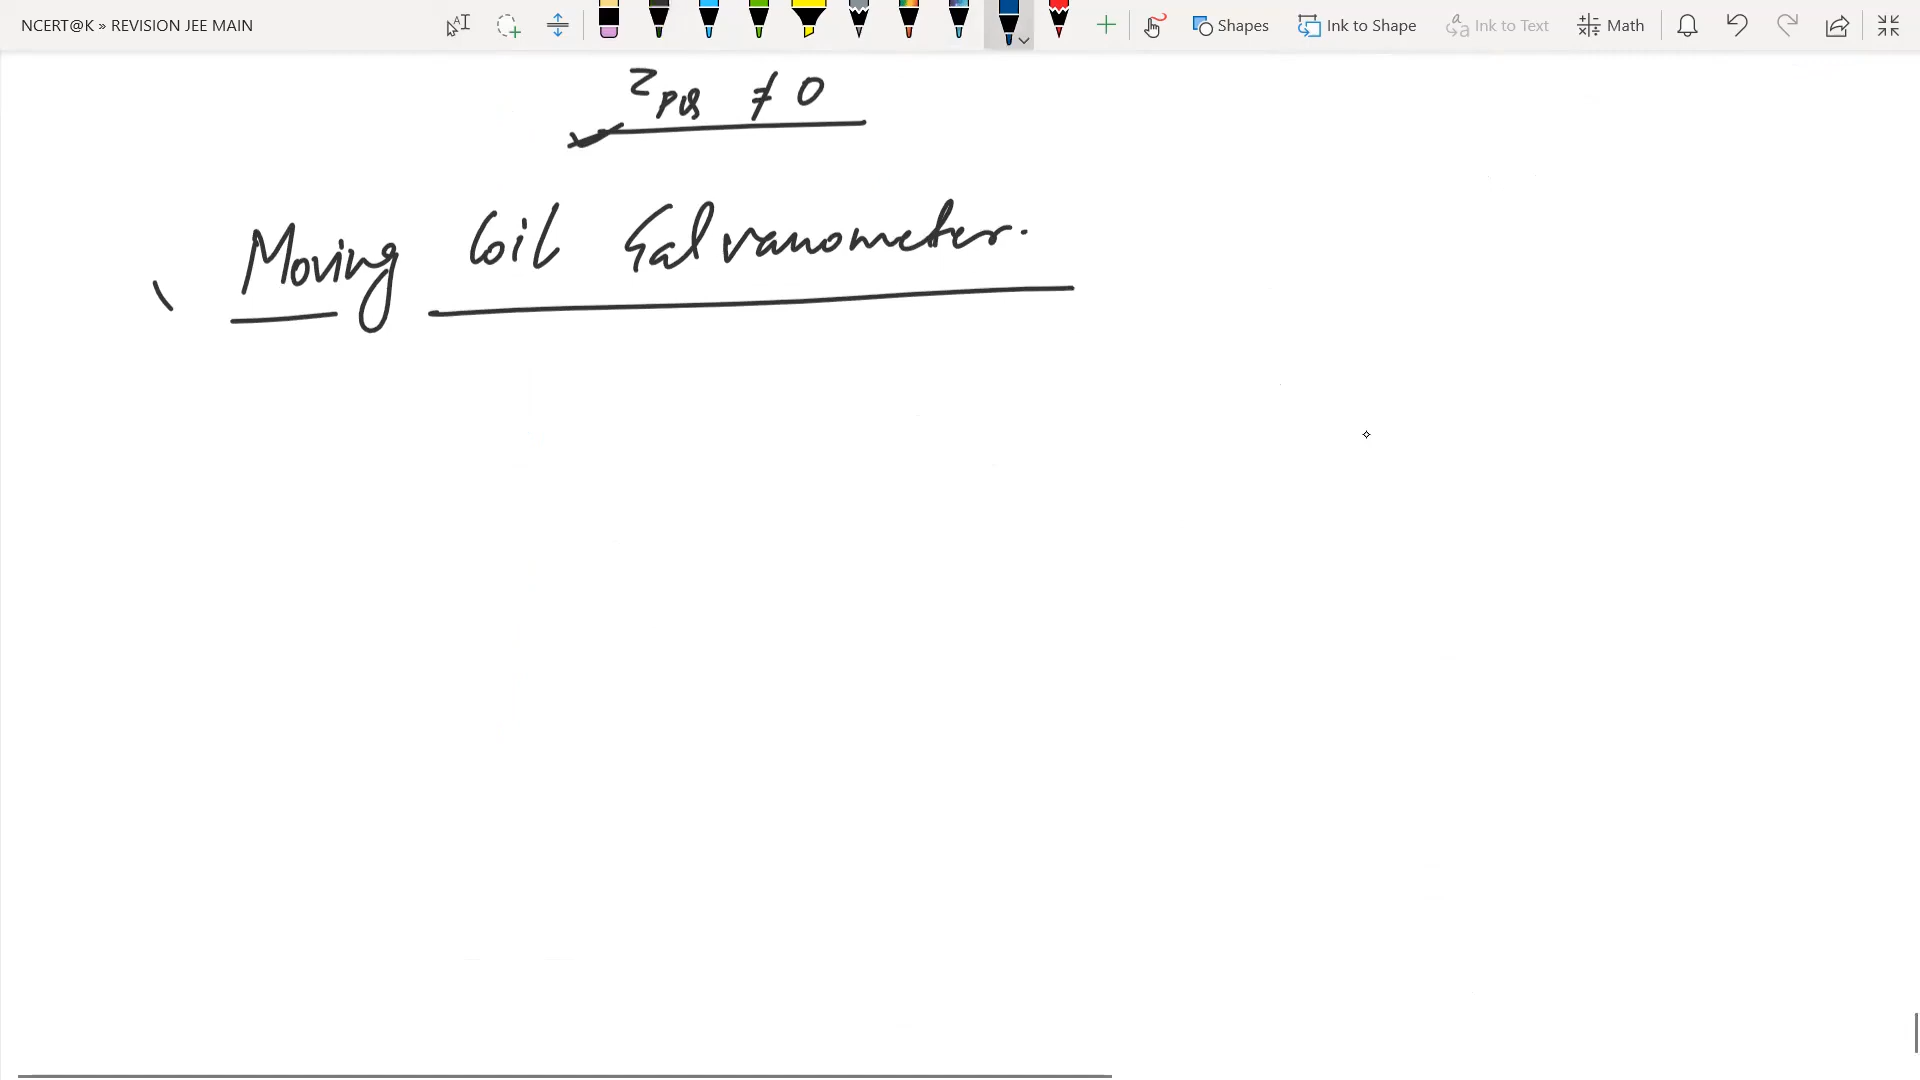 NCERT@K » REVISION JEE MAIN Shapes Ink to Shape Ink to Text Math
≠ 0
Moving Coil Galvanometer.